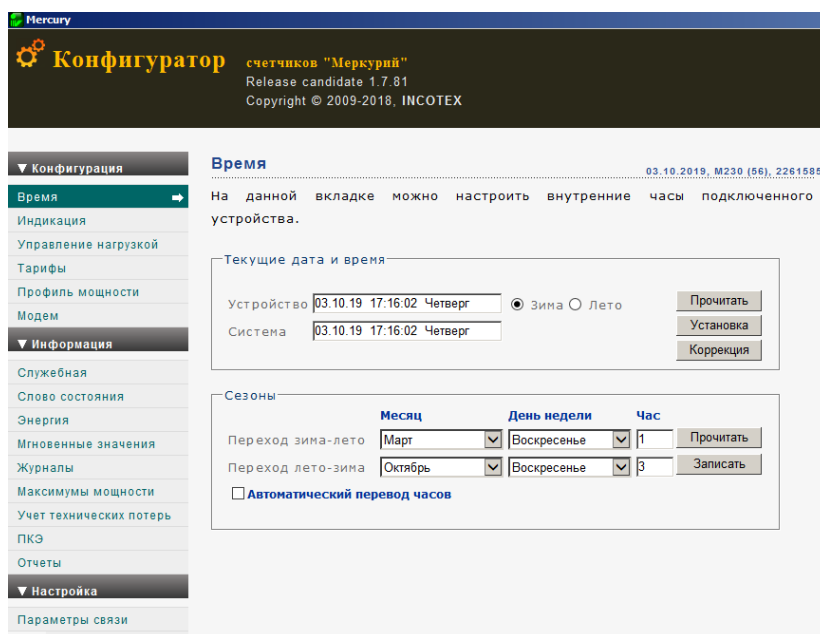 Mercury
Конфигуратор счетчиков "Меркурий"
Release candidate 1.7.81
Copyright © 2009-2018, INCOTEX
▼ Конфигурация
Время
Индикация
Управление нагрузкой
Тарифы
Профиль мощности
Модем
▼ Информация
Служебная
Слово состояния
Энергия
Мгновенные значения
Журналы
Максимумы мощности
Учет технических потерь
ПКЭ
Отчеты
▼ Настройка
Параметры связи
Время
03.10.2019, M230 (56), 2261585
На данной вкладке можно настроить внутренние часы подключенного
устройства.
Текущие дата и время
Устройство 03.10.19 17:16:02 Четверг Зима Лето Прочитать
Система 03.10.19 17:16:02 Четверг Установка
Коррекция
Сезоны
Месяц День недели Час
Переход зима-лето Март Воскресенье 1 Прочитать
Переход лето-зима Октябрь Воскресенье 3 Записать
Автоматический перевод часов